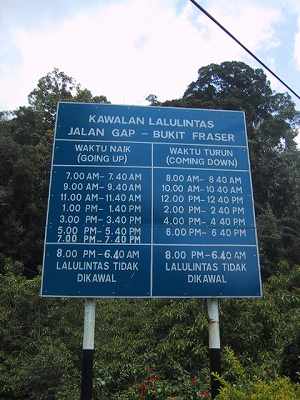 KAWALAN LALULINTAS
JALAN GAP - BUKIT FRASER
WAKTU NAIK
(GOING UP)
7.00 AM- 7.40 AM
9.00 AM- 9.40 AM
11.00 AM-11.40 AM
1.00 PM- 1.40 PM
3.00 PM- 3.40 PM
5.00 PM- 5.40 PM
7.00 PM- 7.40 PM
8.00 PM-6.40 AM
LALULINTAS TIDAK
DIKAWAL
WAKTU TURUN
(COMING DOWN)
8.00 AM- 8.40 AM
10.00 AM-10.40 AM
12.00 PM-12.40 PM
2.00 PM- 2.40 PM
4.00 PM- 4.40 PM
6.00 PM- 6.40 PM
8.00 PM-6.40 AM
LALULINTAS TIDAK
DIKAWAL